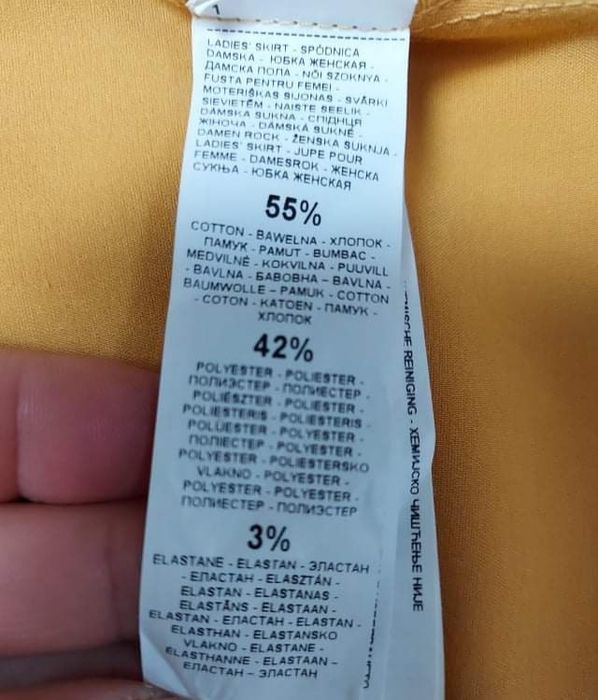 1
LADIES' SKIRT - SPÓDNICA
DAMSKA - ЮБКА ЖЕНСКАЯ -
ДАМСКА ПОЛА - NŐI SZOKNYA -
FUSTA PENTRU FEMEI -
MOTERIŠKAS SIJONAS - SVĀRKI
SIEVIETĒM - NAISTE SEELIK -
DÁMSKA SUKNA - СПІДНИЦЯ
ЖІНОЧА - DÁMSKÁ SUKNĚ -
DAMEN ROCK - ŽENSKA SUKNJA -
LADIES' SKIRT - JUPE POUR
FEMME - DAMESROK - ЖЕНСКА
СУКЊА - ЮБКА ЖЕНСКАЯ
55%
COTTON - BAWEŁNA - ХЛОПОК -
ПАМУК - PAMUT - BUMBAC -
MEDVILNĖ - KOKVILNA - PUUVILL
- BAVLNA - БАВОВНА – BAVLNA -
BAUMWOLLE – PAMUK - COTTON
- COTON - KATOEN - ПАМУК -
ХЛОПОК
42%
POLYESTER - POLIESTER -
ПОЛИЭСТЕР - ПОЛИЕСТЕР -
POLIÉSZTER - POLIESTER -
POLIESTERIS - POLIESTERIS -
POLÜESTER - POLYESTER -
ПОЛІЕСТЕР - POLYESTER -
POLYESTER - POLIESTERSKO
VLAKNO - POLYESTER -
POLYESTER - POLYESTER -
ПОЛИЕСТЕР - ПОЛИЭСТЕР
3%
ELASTANE - ELASTAN - ЭЛАСТАН
- ЕЛАСТАН - ELASZTÁN -
ELASTAN - ELASTANAS -
ELASTĀNS - ELASTAAN -
ELASTAN - ЕЛАСТАН - ELASTAN -
ELASTHAN - ELASTANSKO
VLAKNO - ELASTANE -
ELASTHANNE - ELASTAAN –
ЕЛАСТАН – ЭЛАСТАН
REINIGING - ХЕМИЈСКО ЧИШЋЕЊЕ НИЈЕ